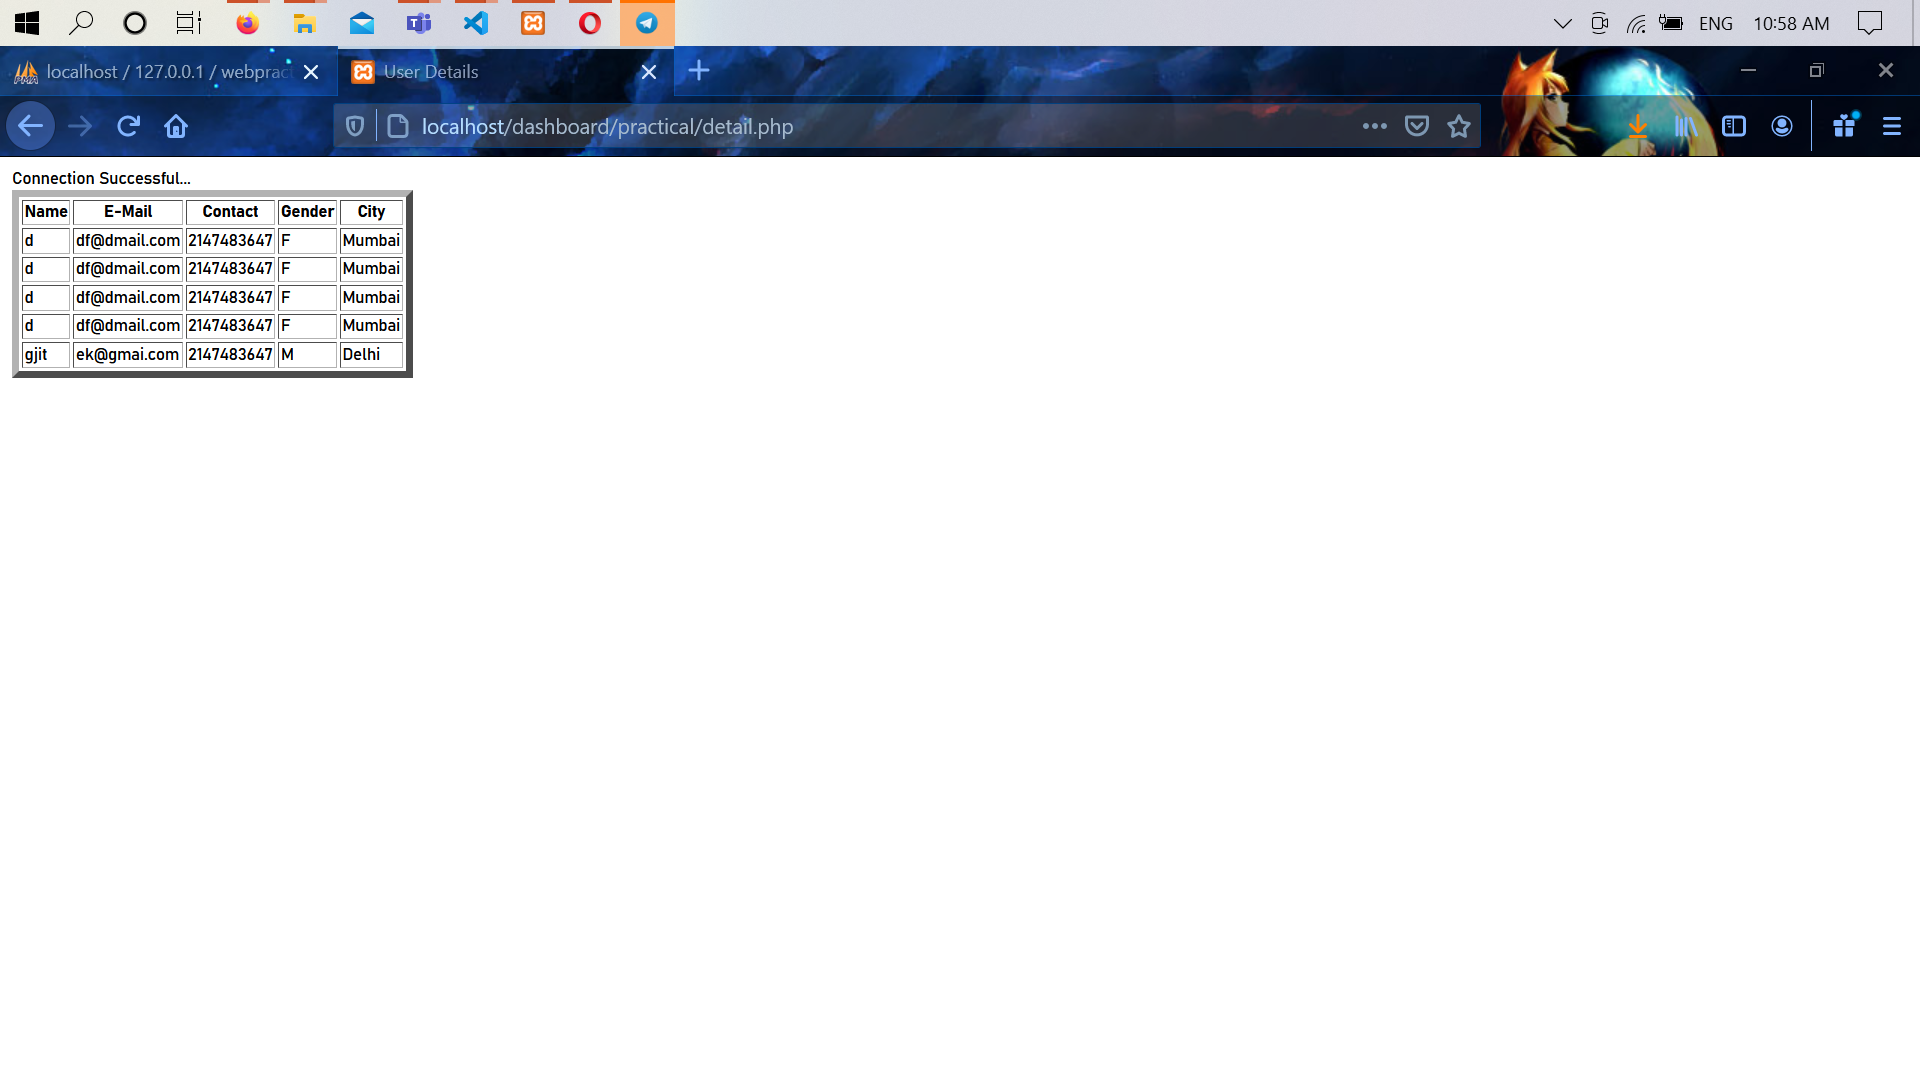 ENG 10:58 AM
localhost / 127.0.0.1 / webpract
User Details
localhost/dashboard/practical/detail.php
Connection Successful...
Name E-Mail Contact Gender City
d df@dmail.com 2147483647 F Mumbai
d df@dmail.com 2147483647 F Mumbai
d df@dmail.com 2147483647 F Mumbai
d df@dmail.com 2147483647 F Mumbai
gjit ek@gmai.com 2147483647 M Delhi